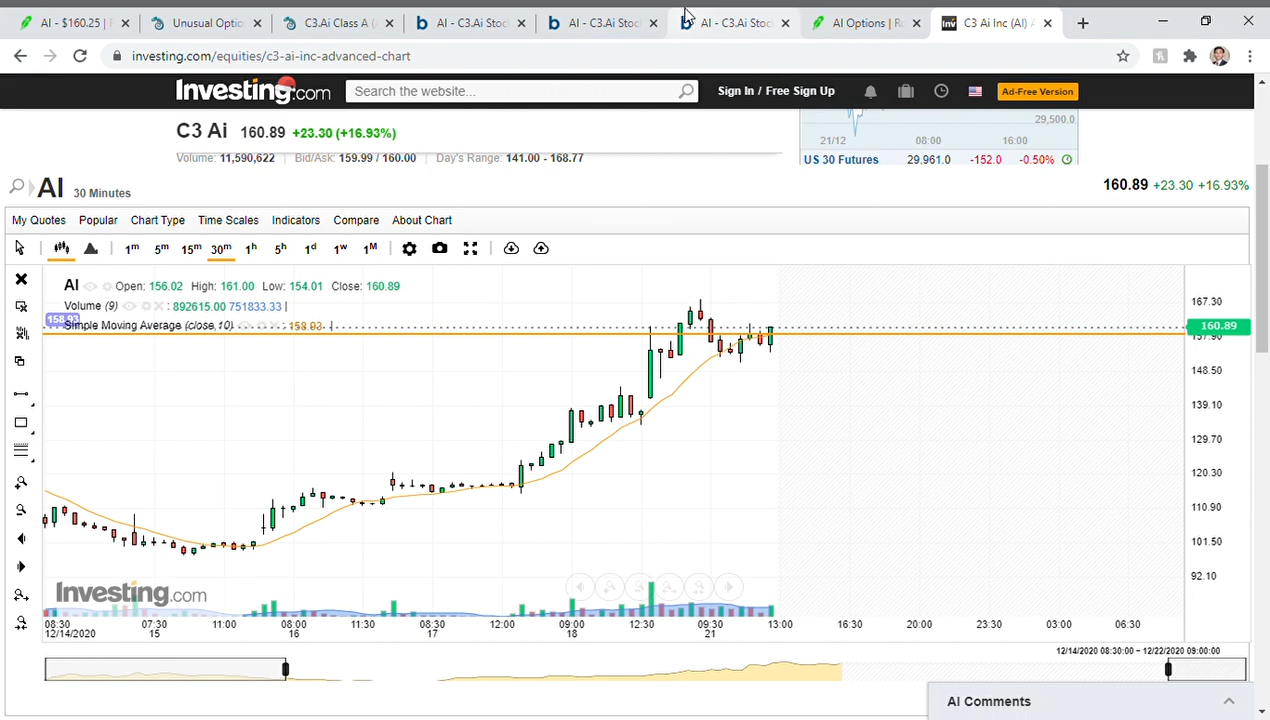 AI - $160.25 |
Unusual Optio
C3.Ai Class A (
AI - C3.Ai Stoc
AI - C3.Ai Stoc
AI - C3.Ai Stoc
AI Options | Ro
C3 Ai Inc (AI) A
investing.com/equities/c3-ai-inc-advanced-chart
Investing.com
Search the website...
Sign In / Free Sign Up
Ad-Free Version
C3 Ai 160.89 +23.30 (+16.93%)
Volume: 11,590,622 Bid/Ask: 159.99 / 160.00 Day's Range: 141.00 - 168.77
29,500.0
21/12 08:00 16:00
US 30 Futures 29,961.0 -152.0 -0.50%
AI 30 Minutes
160.89 +23.30 +16.93%
My Quotes Popular Chart Type Time Scales Indicators Compare About Chart
1m 5m 15m 30m 1h 5h 1d 1w 1M
AI Open: 156.02 High: 161.00 Low: 154.01 Close: 160.89
Volume (9) 892615.00 751833.33
158.93
Simple Moving Average (close,10) 158.93
167.30
160.89
157.90
148.50
139.10
129.70
120.30
110.90
101.50
92.10
Investing.com
08:30 07:30 11:00 08:00 11:30 08:30 12:00 09:00 12:30 09:30 13:00 16:30 20:00 23:30 03:00 06:30
12/14/2020 15 16 17 18 21
12/14/2020 08:30:00 - 12/22/2020 09:00:00
AI Comments